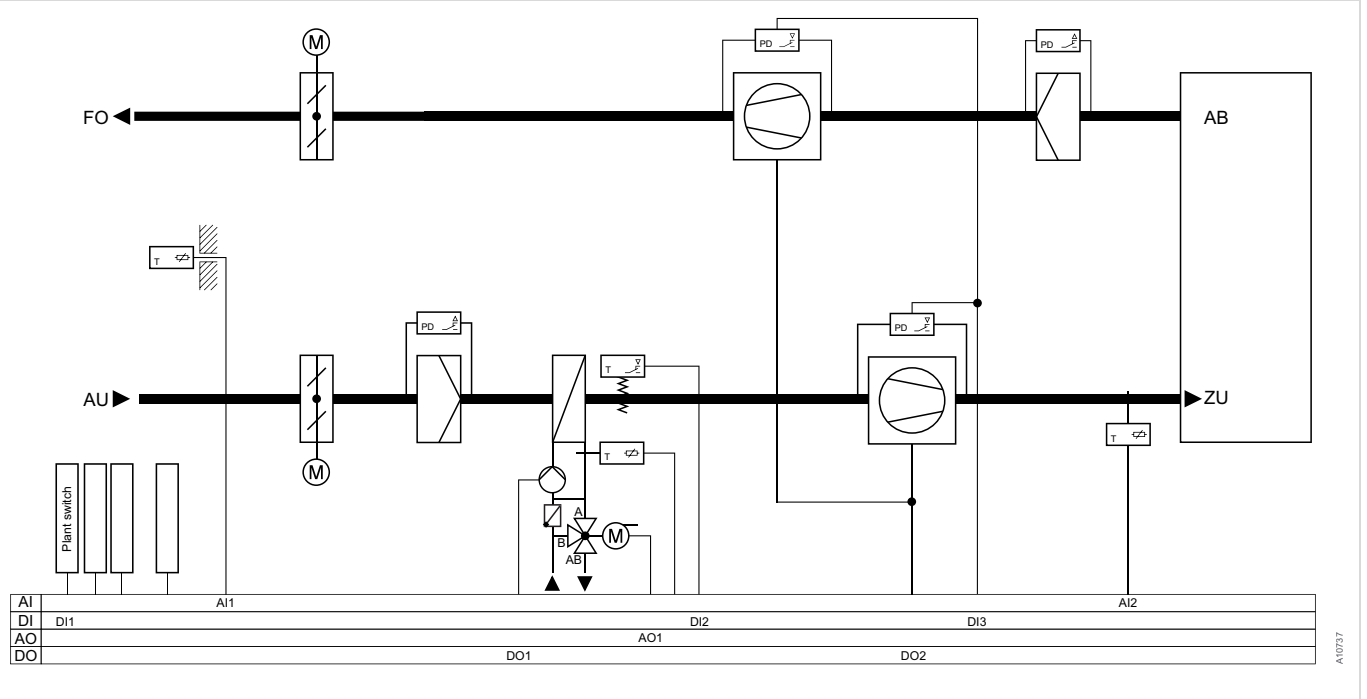 M
PD
PD
FO
AB
T
PD
PD
T
AU
ZU
T
M
T
Plant switch
A
B
M
AB
AI AI1 AI2
DI DI1 DI2 DI3
AO AO1
DO DO1 DO2
A10737